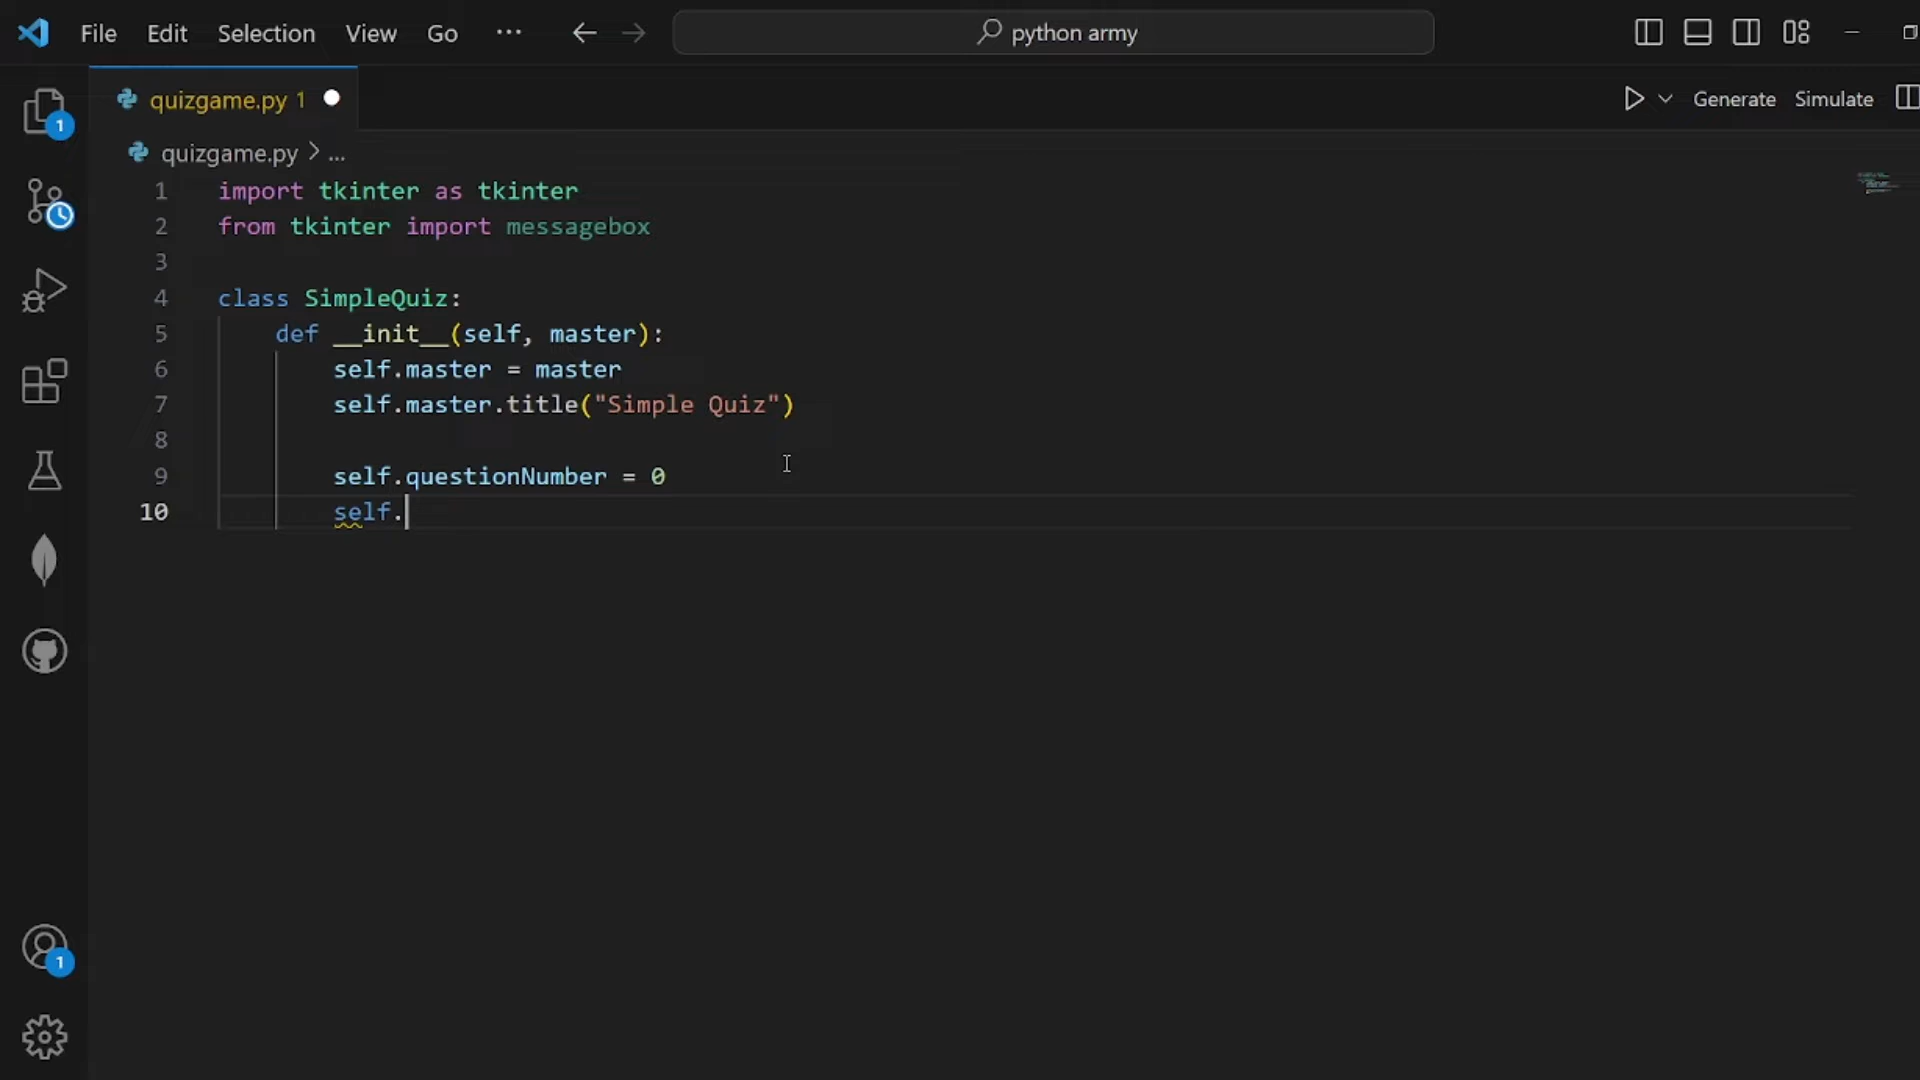 File Edit Selection View Go ··· python army
quizgame.py 1 Generate Simulate
quizgame.py > ...
1 import tkinter as tkinter
2 from tkinter import messagebox
3
4 class SimpleQuiz:
5 def __init__(self, master):
6 self.master = master
7 self.master.title("Simple Quiz")
8
9 self.questionNumber = 0
10 self.
1
1